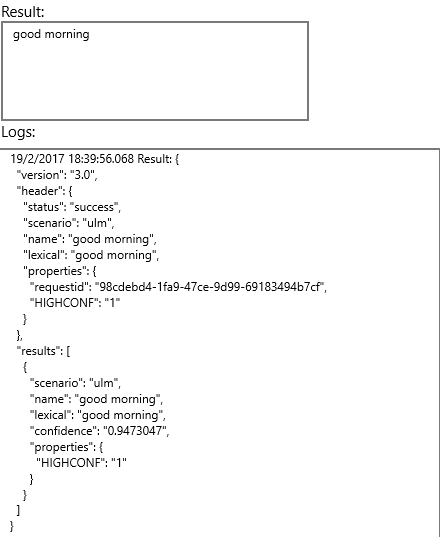 Result:
good morning
Logs:
19/2/2017 18:39:56.068 Result: {
"version": "3.0",
"header": {
"status": "success",
"scenario": "ulm",
"name": "good morning",
"lexical": "good morning",
"properties": {
"requestid": "98cdebd4-1fa9-47ce-9d99-69183494b7cf",
"HIGHCONF": "1"
}
},
"results": [
{
"scenario": "ulm",
"name": "good morning",
"lexical": "good morning",
"confidence": "0.9473047",
"properties": {
"HIGHCONF": "1"
}
}
]
}